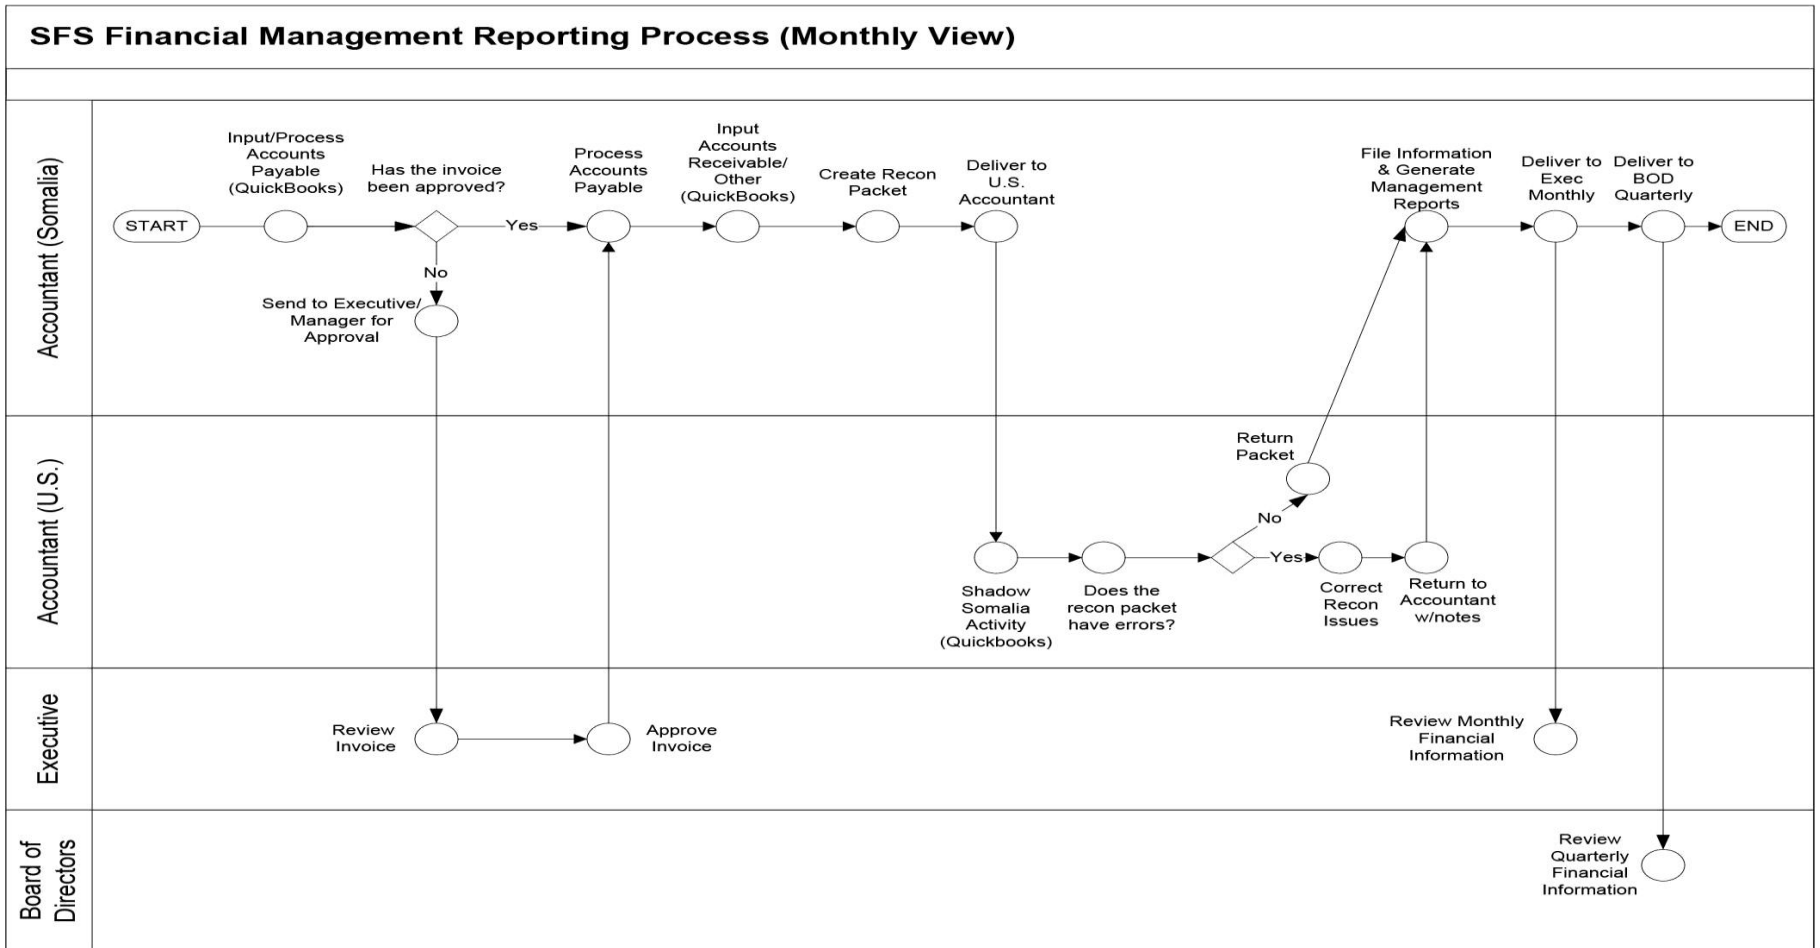 SFS Financial Management Reporting Process (Monthly View)
Accountant (Somalia)
START
Input/Process
Accounts
Payable
(QuickBooks)
Has the invoice
been approved?
Yes
No
Send to Executive/
Manager for
Approval
Process
Accounts
Payable
Input
Accounts
Receivable/
Other
(QuickBooks)
Create Recon
Packet
Deliver to
U.S.
Accountant
File Information
& Generate
Management
Reports
Deliver to
Exec
Monthly
Deliver to
BOD
Quarterly
END
Accountant (U.S.)
Shadow
Somalia
Activity
(Quickbooks)
Does the
recon packet
have errors?
No
Return
Packet
Yes
Correct
Recon
Issues
Return to
Accountant
w/notes
Executive
Review
Invoice
Approve
Invoice
Review Monthly
Financial
Information
Board of
Directors
Review
Quarterly
Financial
Information